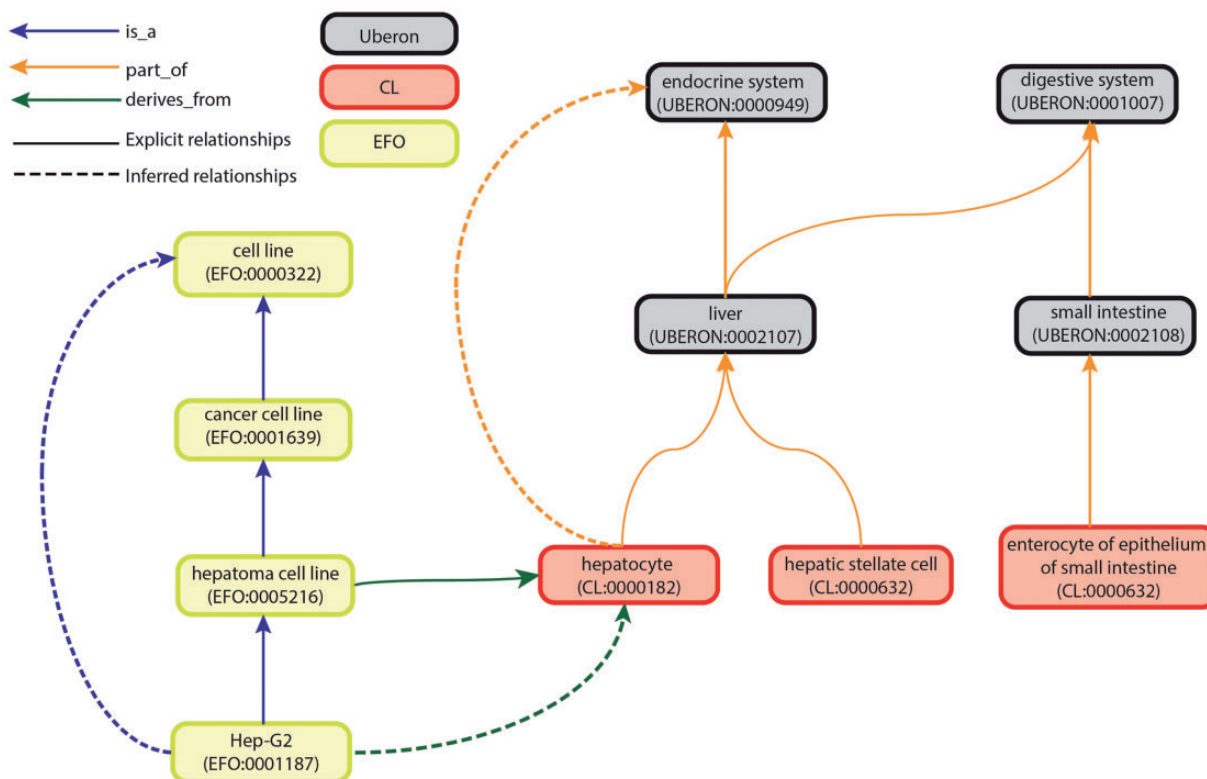 is_a
part_of
derives_from
Explicit relationships
Inferred relationships
Uberon
CL
EFO
endocrine system
(UBERON:0000949)
digestive system
(UBERON:0001007)
cell line
(EFO:0000322)
liver
(UBERON:0002107)
small intestine
(UBERON:0002108)
cancer cell line
(EFO:0001639)
hepatoma cell line
(EFO:0005216)
hepatocyte
(CL:0000182)
hepatic stellate cell
(CL:0000632)
enterocyte of epithelium
of small intestine
(CL:0000632)
Hep-G2
(EFO:0001187)